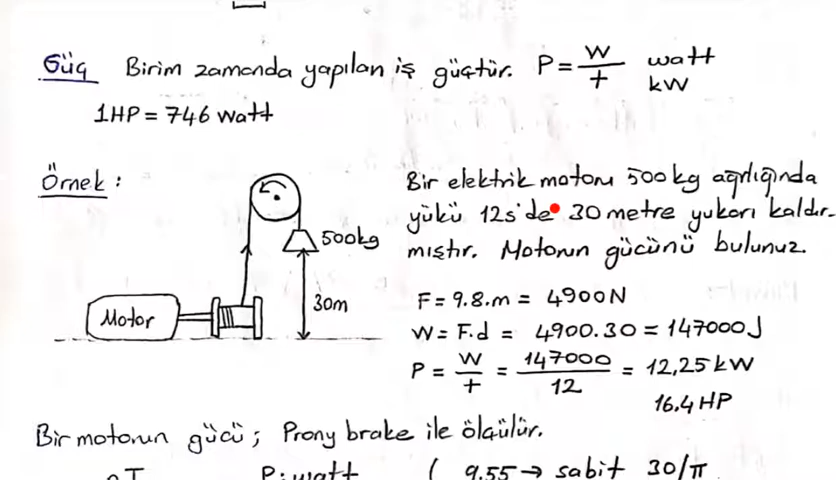 Güç Birim zamanda yapılan iş güçtür. P = W/t watt kW
1HP = 746 watt
Örnek :
Bir elektrik motoru 500kg ağırlığında
yükü 12s'de 30 metre yukarı kaldır-
mıştır. Motorun gücünü bulunuz.
500kg
30m
Motor
F = 9.8.m = 4900N
W = F.d = 4900.30 = 147000J
P = W/t = 147000/12 = 12,25 kW
16.4 HP
Bir motorun gücü ; Prony brake ile ölçülür.
P: watt ( 9.55 → sabit 30/π